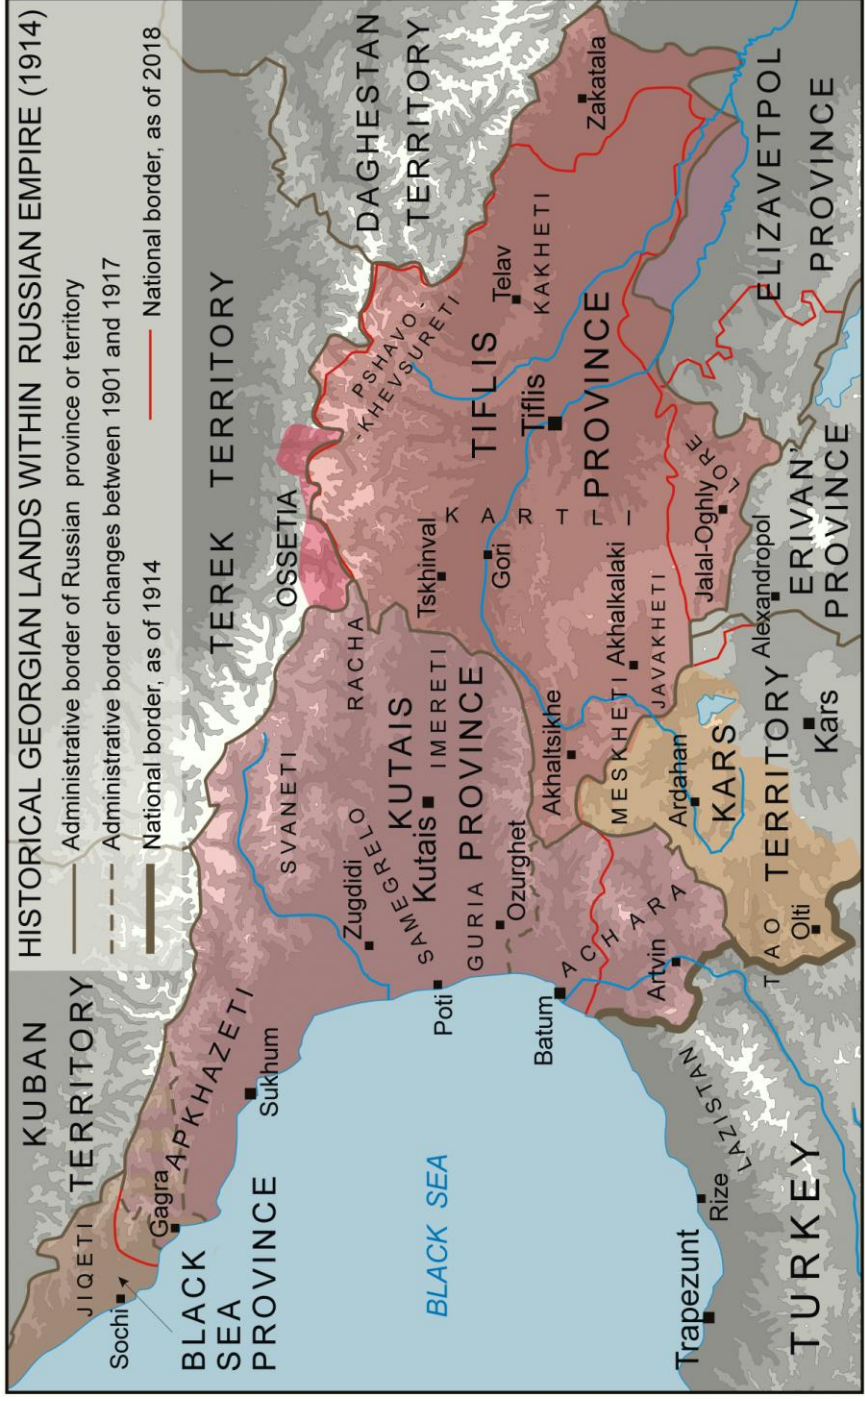 HISTORICAL GEORGIAN LANDS WITHIN RUSSIAN EMPIRE (1914)
Administrative border of Russian province or territory
Administrative border changes between 1901 and 1917
National border, as of 1914
National border, as of 2018
KUBAN
TERRITORY
JIQETI
Sochi
Gagra
BLACK
SEA
PROVINCE
APKHAZETI
Sukhum
SVANETI
Zugdidi
SAMEGRELO
Poti
RACHA
KUTAIS
Kutais
IMERETI
PROVINCE
GURIA
Ozurghet
BLACK SEA
TEREK TERRITORY
OSSETIA
DAGHESTAN
TERRITORY
PSHAVO-
-KHEVSURETI
Tskhinval
KARTLI
Gori
TIFLIS
Tiflis
PROVINCE
Telav
KAKHETI
Zakatala
Batum
ACHARA
Artvin
Akhaltsikhe
MESKHETI
Akhalkalaki
JAVAKHETI
Jalal-Oghly
LORE
ELIZAVETPOL
PROVINCE
Ardahan
KARS
TERRITORY
TAO
Olti
Kars
Alexandropol
ERIVAN'
PROVINCE
Trapezunt
Rize
LAZISTAN
TURKEY